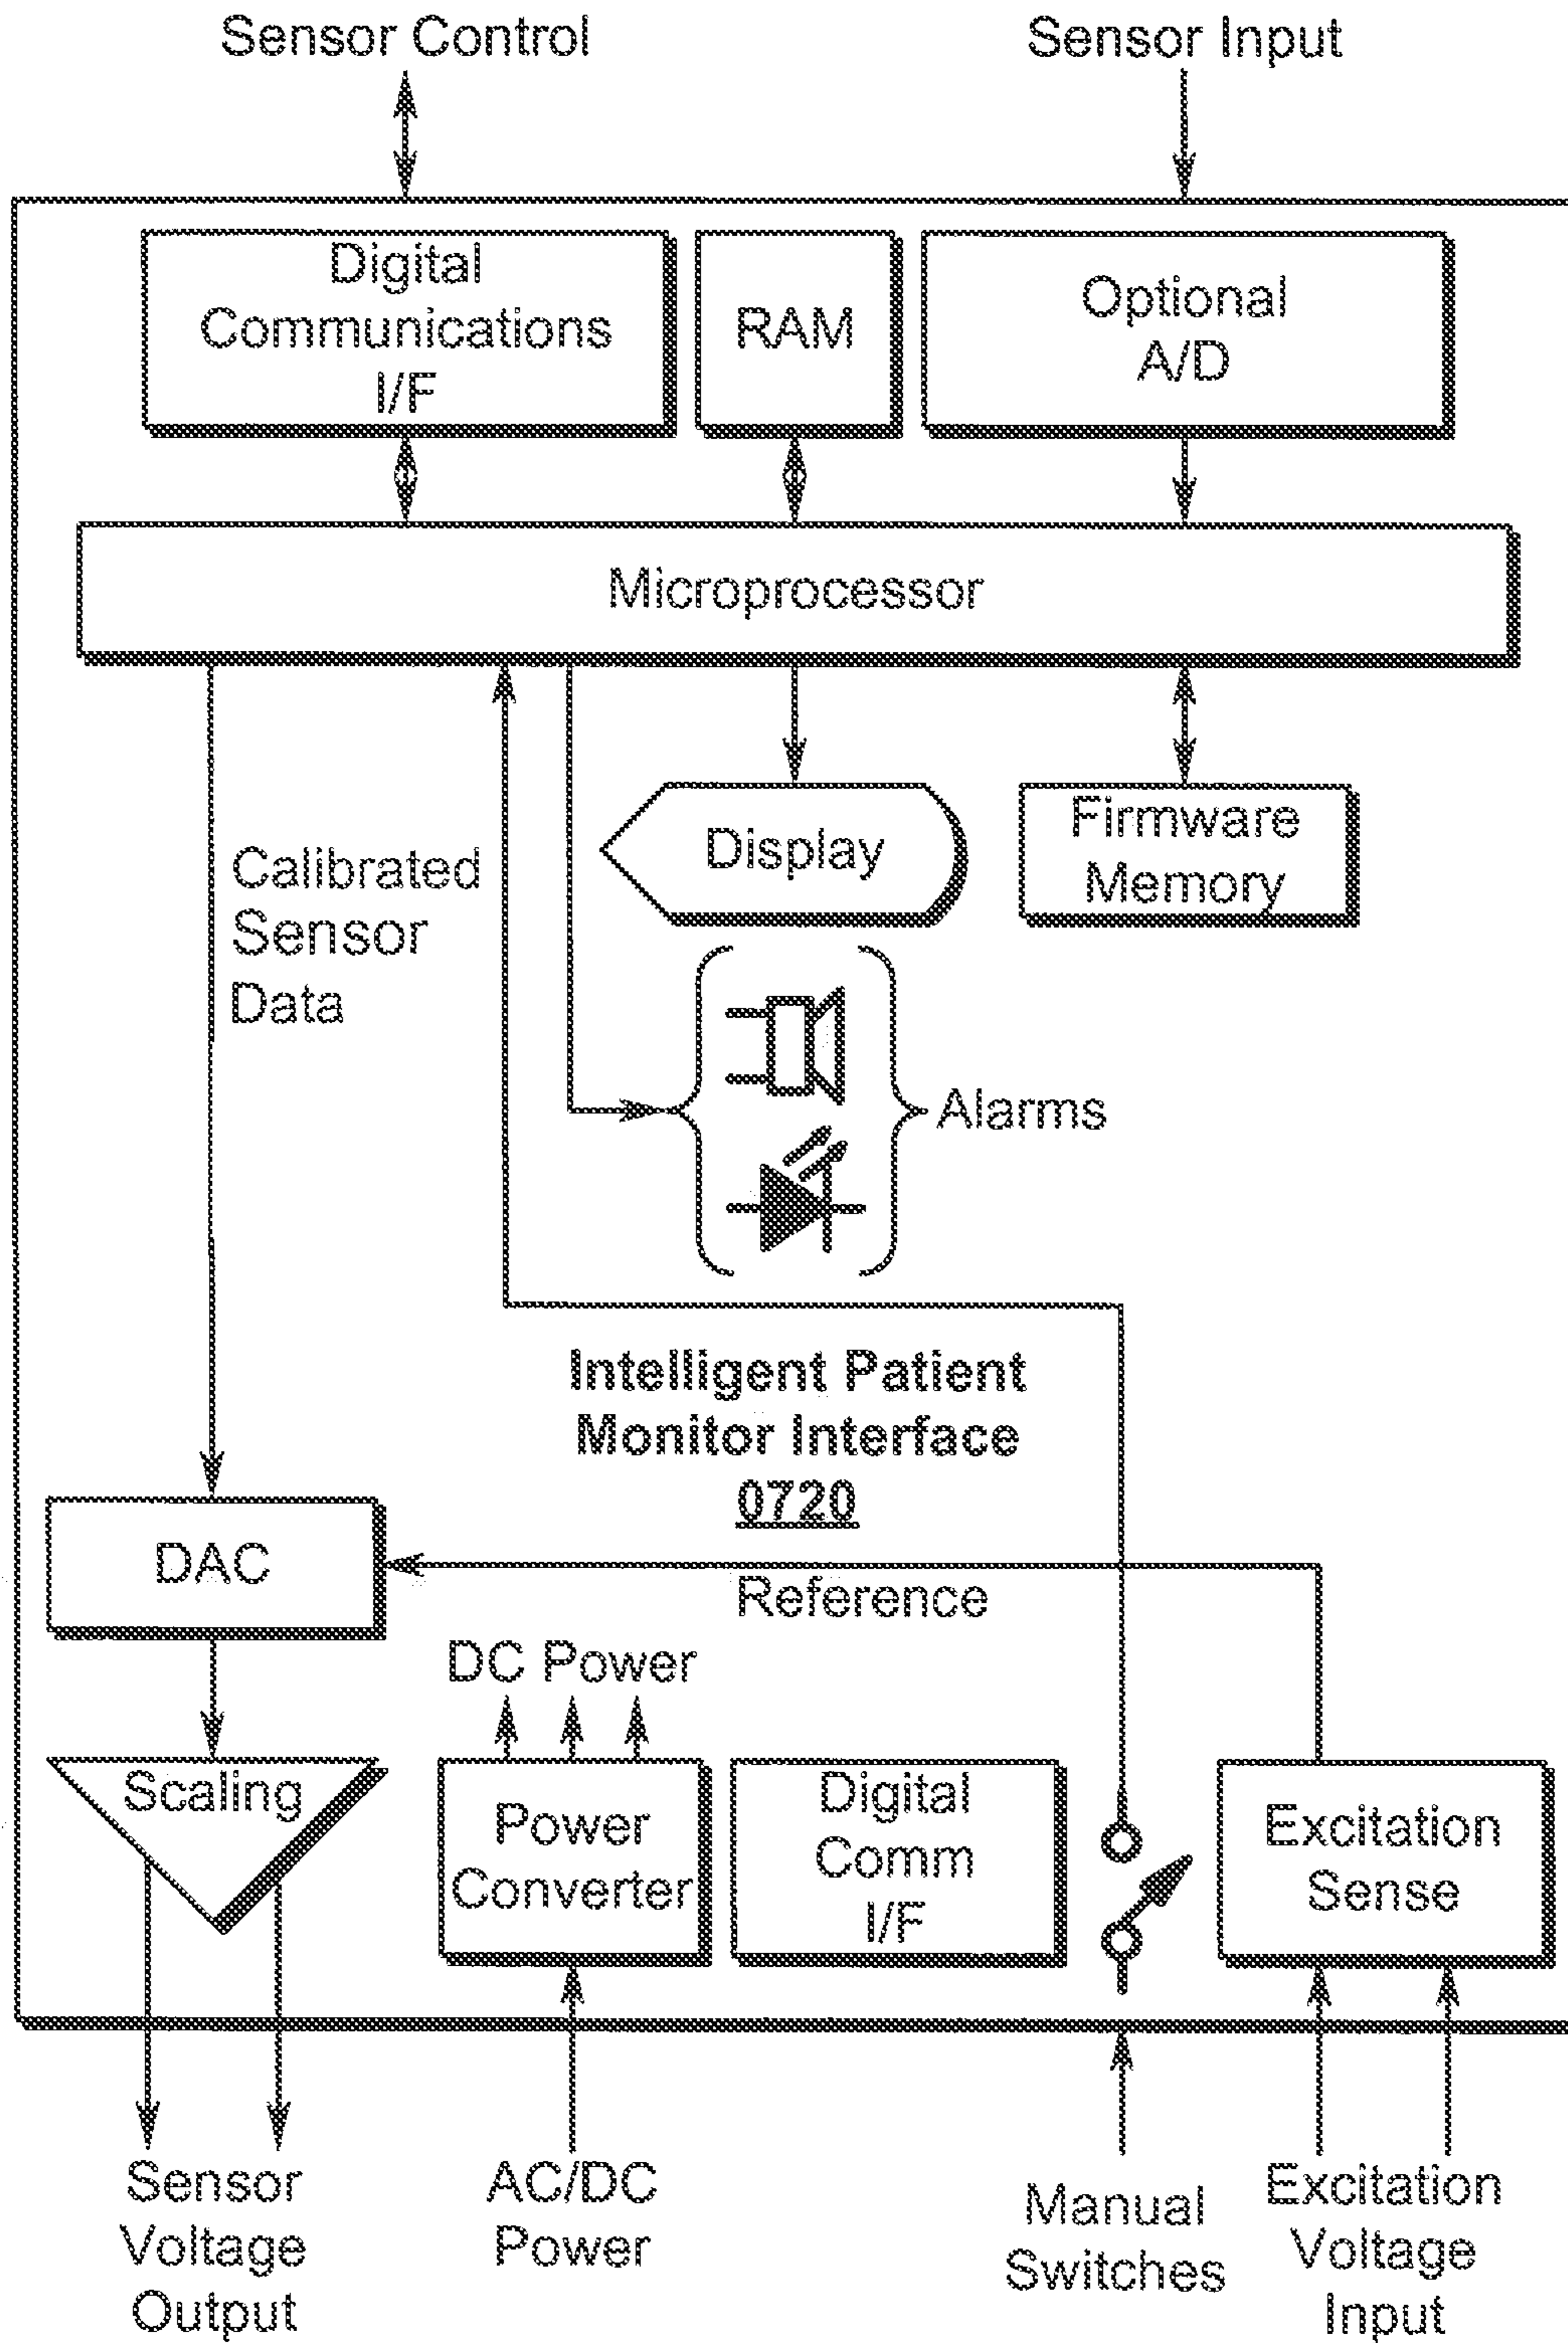 Sensor Control
Sensor Input
Digital
Communications
I/F
RAM
Optional
A/D
Microprocessor
Calibrated
Sensor
Data
Display
Firmware
Memory
Alarms
Intelligent Patient
Monitor Interface
0720
DAC
Reference
DC Power
Scaling
Power
Converter
Digital
Comm
I/F
Excitation
Sense
Sensor
Voltage
Output
AC/DC
Power
Manual
Switches
Excitation
Voltage
Input